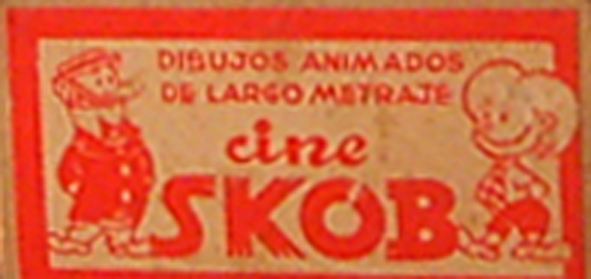 DIBUJOS ANIMADOS
DE LARGO METRAJE
cine
SKOB